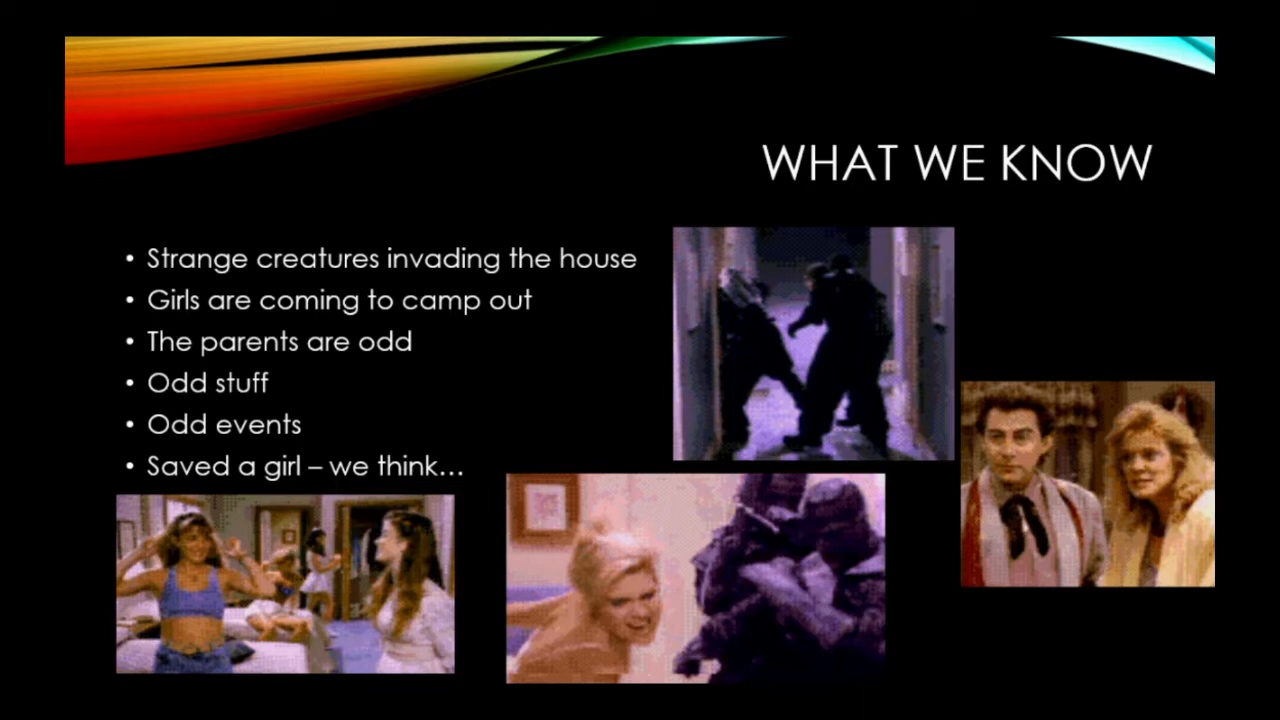 WHAT WE KNOW
• Strange creatures invading the house
• Girls are coming to camp out
• The parents are odd
• Odd stuff
• Odd events
• Saved a girl – we think...